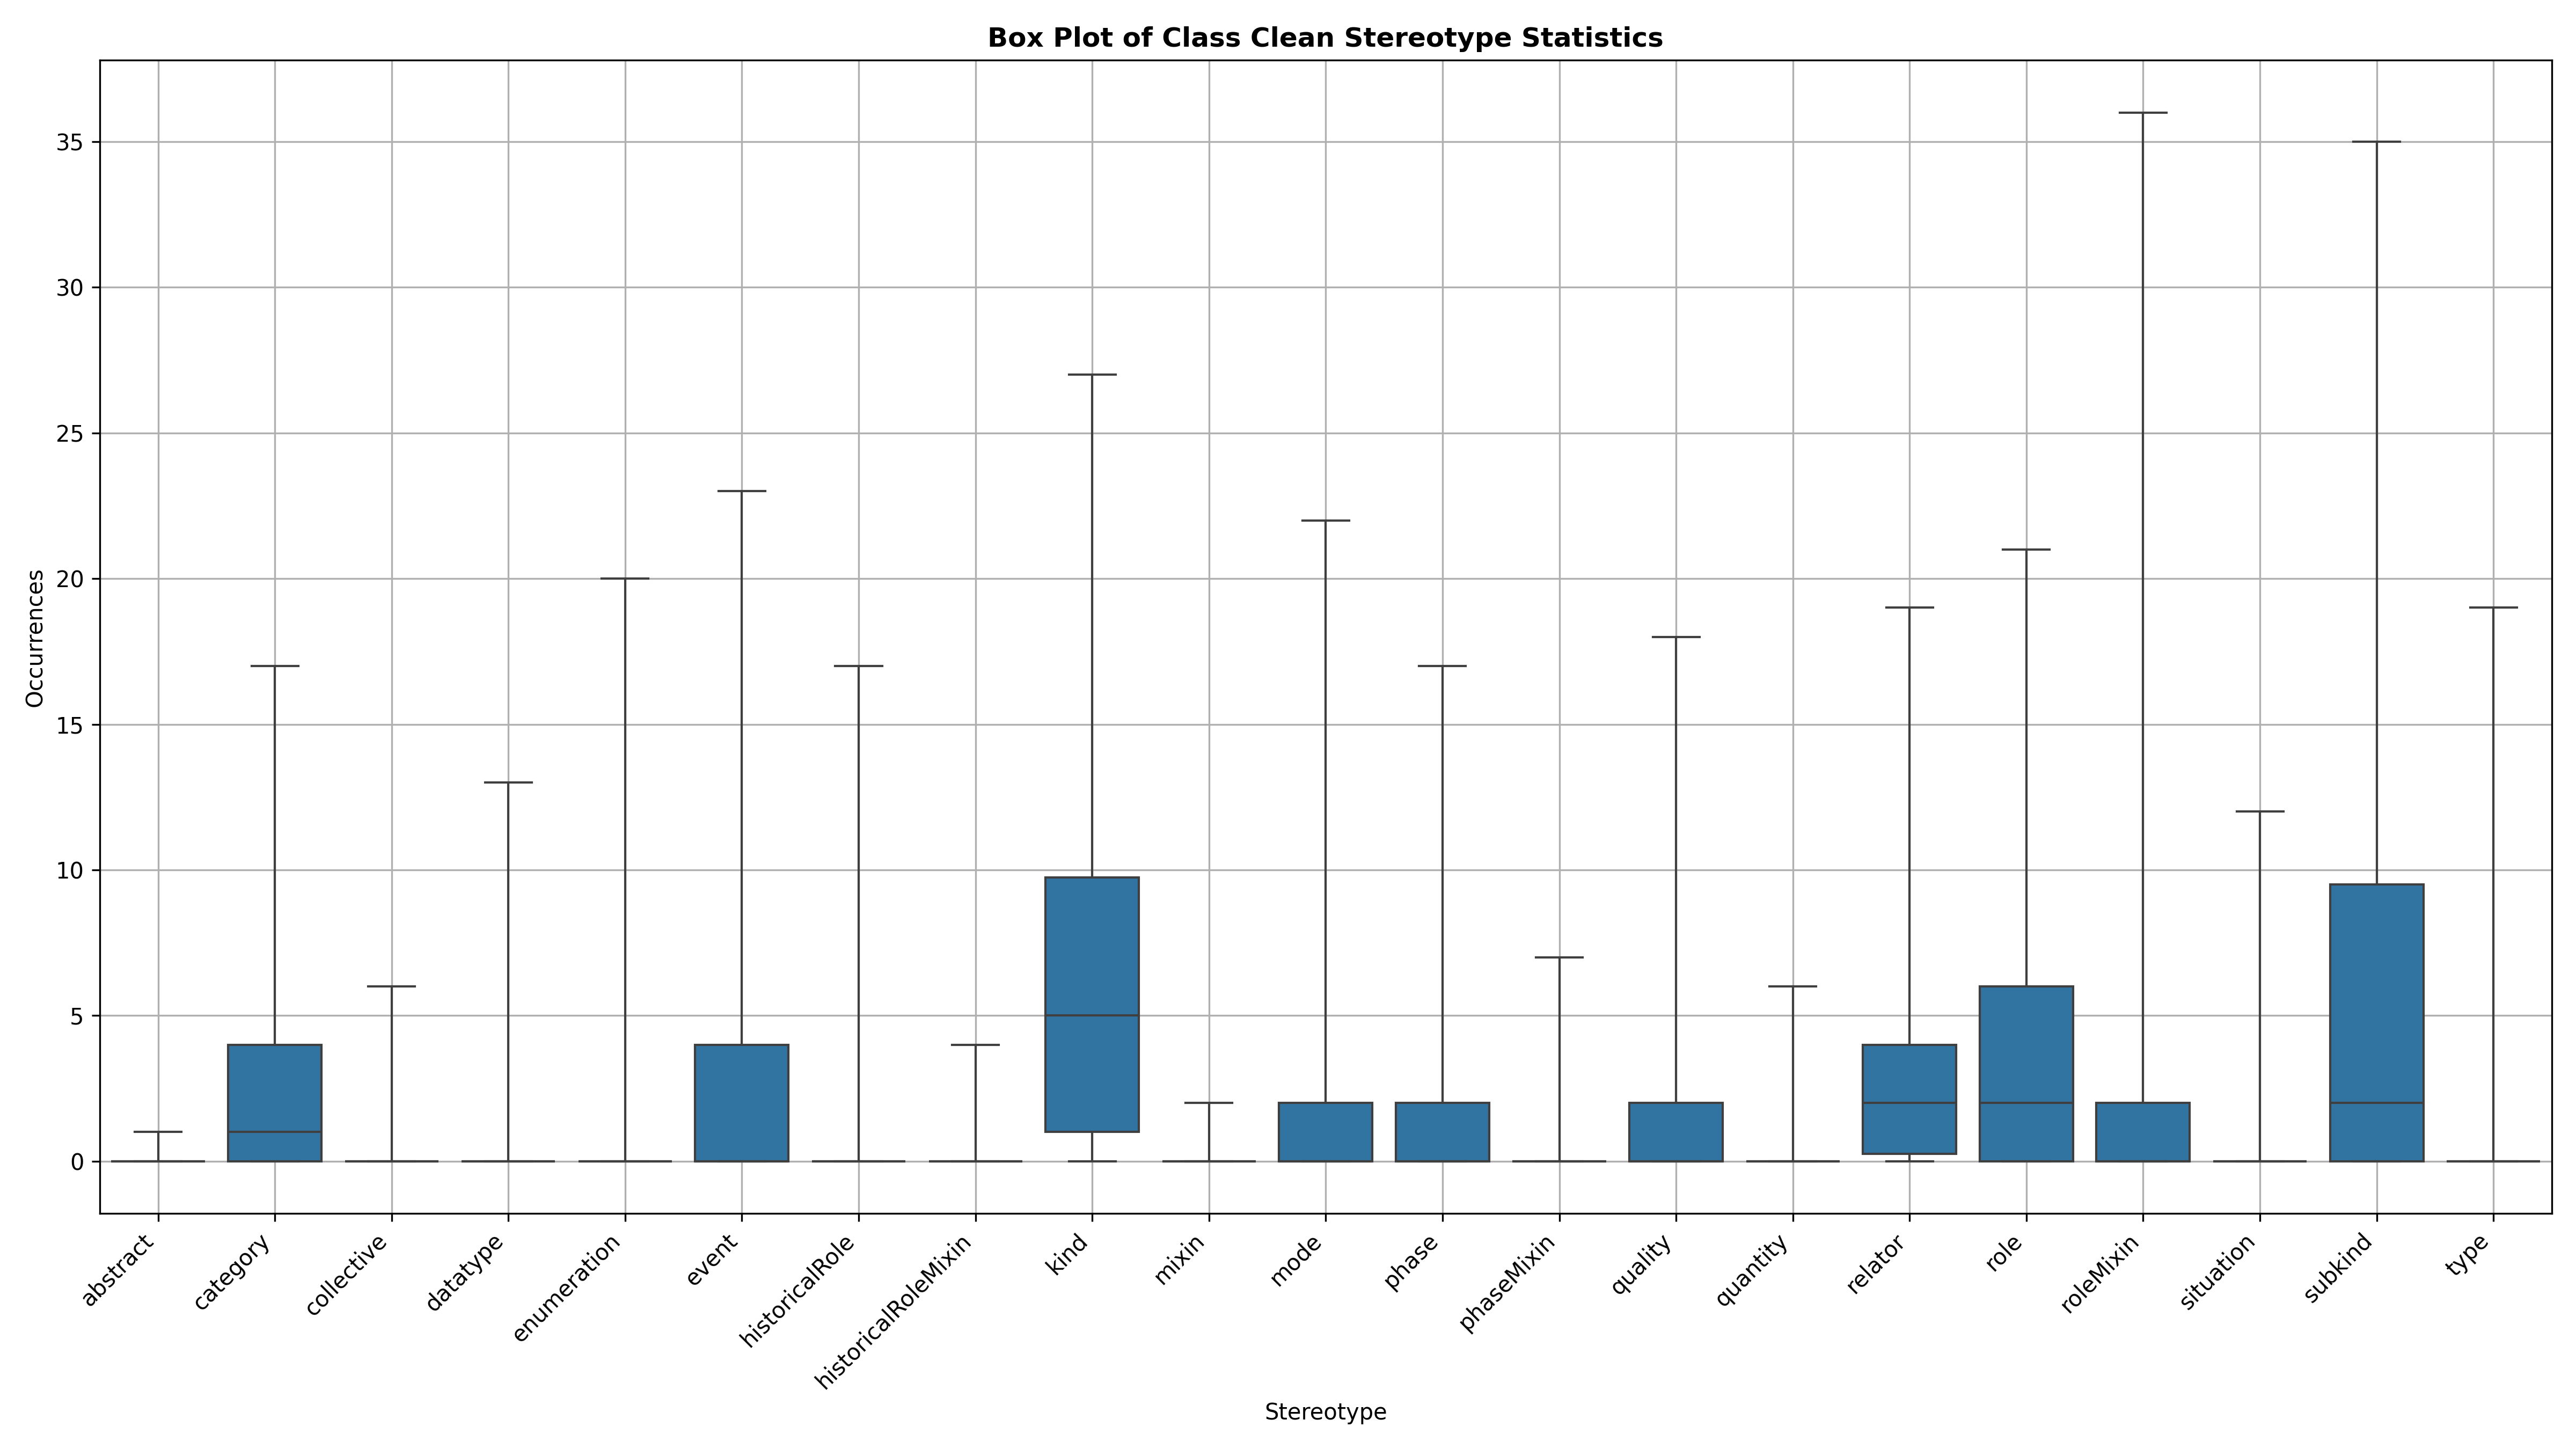 Box Plot of Class Clean Stereotype Statistics
Occurrences
35
30
25
20
15
10
5
0
abstract
category
collective
datatype
enumeration
event
historicalRole
historicalRoleMixin
kind
mixin
mode
phase
phaseMixin
quality
quantity
relator
role
roleMixin
situation
subkind
type
Stereotype